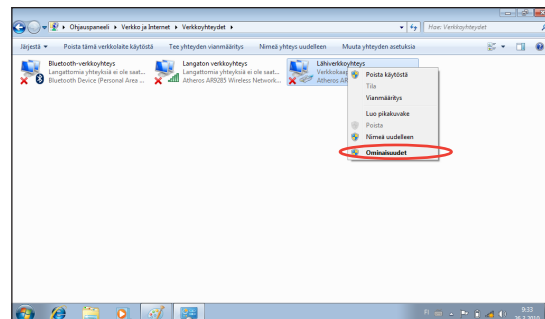 Ohjauspaneeli ▸ Verkko ja Internet ▸ Verkkoyhteydet ▸
Hae: Verkkoyhteydet
Järjestä
Poista tämä verkkolaite käytöstä
Tee yhteyden vianmääritys
Nimeä yhteys uudelleen
Muuta yhteyden asetuksia
Bluetooth-verkkoyhteys
Langattomia yhteyksiä ei ole saat...
Bluetooth Device (Personal Area ...
Langaton verkkoyhteys
Langattomia yhteyksiä ei ole saat...
Atheros AR9285 Wireless Network...
Lähiverkkoyhteys
Verkkokaap
Atheros AR
Poista käytöstä
Tila
Vianmääritys
Luo pikakuvake
Poista
Nimeä uudelleen
Ominaisuudet
FI
9:33